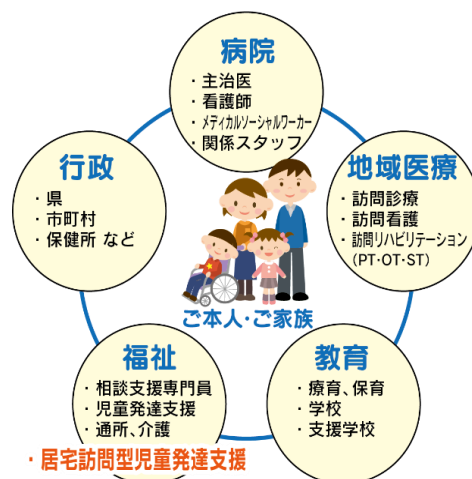 病院
・主治医
・看護師
・メディカルソーシャルワーカー
・関係スタッフ
行政
・県
・市町村
・保健所 など
地域医療
・訪問診療
・訪問看護
・訪問リハビリテーション
(PT・OT・ST)
ご本人・ご家族
福祉
・相談支援専門員
・児童発達支援
・通所、介護
・居宅訪問型児童発達支援
教育
・療育、保育
・学校
・支援学校